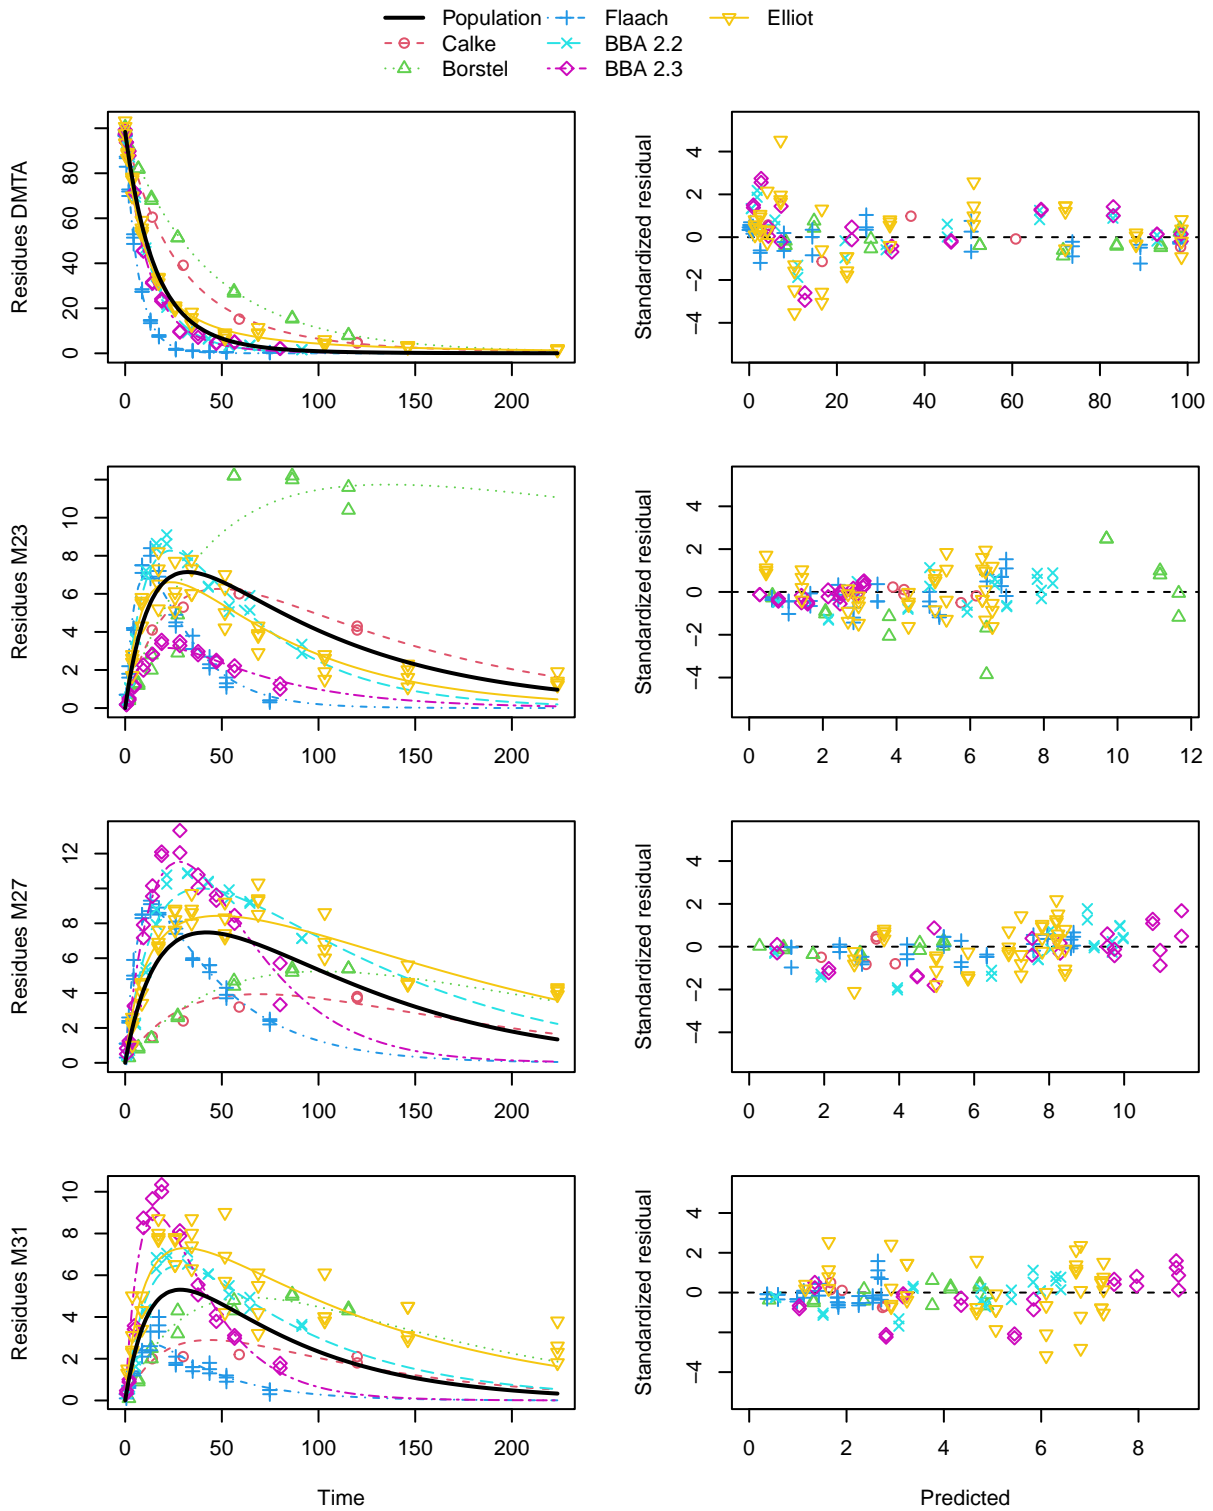 Population Flaach Elliot
Calke BBA 2.2
Borstel BBA 2.3
Residues DMTA
0 20 40 60 80
0 50 100 150 200
Standardized residual
−4 −2 0 2 4
0 20 40 60 80 100
Residues M23
0 2 4 6 8 10
0 50 100 150 200
Standardized residual
−4 −2 0 2 4
0 2 4 6 8 10 12
Residues M27
0 2 4 6 8 10 12
0 50 100 150 200
Standardized residual
−4 −2 0 2 4
0 2 4 6 8 10
Residues M31
0 2 4 6 8 10
0 50 100 150 200
Standardized residual
−4 −2 0 2 4
0 2 4 6 8
Time
Predicted